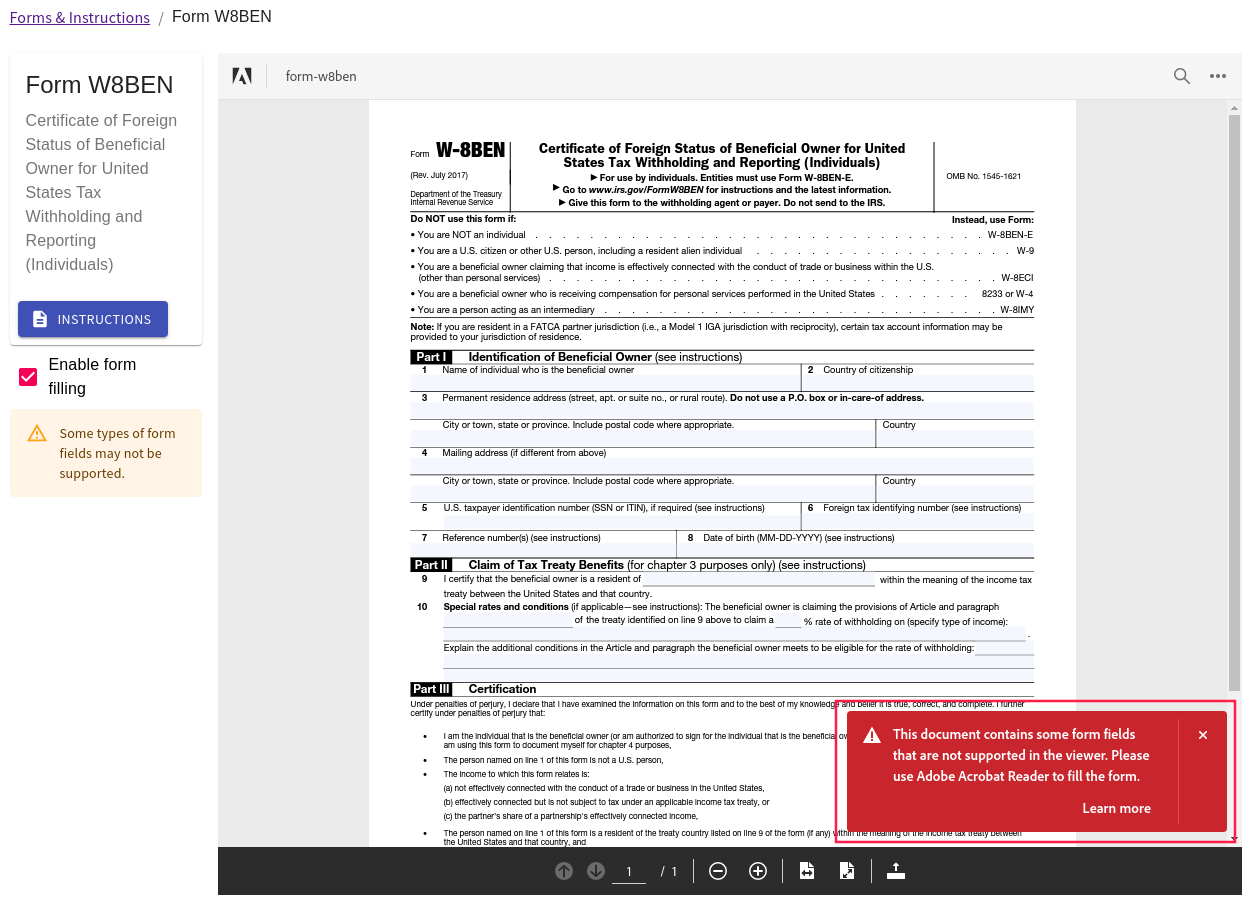 Forms & Instructions / Form W8BEN
Form W8BEN
Certificate of Foreign
Status of Beneficial
Owner for United
States Tax
Withholding and
Reporting
(Individuals)
INSTRUCTIONS
Enable form
filling
Some types of form
fields may not be
supported.
form-w8ben
Form W-8BEN
(Rev. July 2017)
Department of the Treasury
Internal Revenue Service
Certificate of Foreign Status of Beneficial Owner for United
States Tax Withholding and Reporting (Individuals)
▶ For use by individuals. Entities must use Form W-8BEN-E.
▶ Go to www.irs.gov/FormW8BEN for instructions and the latest information.
▶ Give this form to the withholding agent or payer. Do not send to the IRS.
OMB No. 1545-1621
Do NOT use this form if: Instead, use Form:
• You are NOT an individual . . . . . . . . . . . . . . . . . . . . . . . . . . . . . . . . . . W-8BEN-E
• You are a U.S. citizen or other U.S. person, including a resident alien individual . . . . . . . . . . . . . . . . . . . W-9
• You are a beneficial owner claiming that income is effectively connected with the conduct of trade or business within the U.S.
(other than personal services) . . . . . . . . . . . . . . . . . . . . . . . . . . . . . . . . . . W-8ECI
• You are a beneficial owner who is receiving compensation for personal services performed in the United States . . . . . . . 8233 or W-4
• You are a person acting as an intermediary . . . . . . . . . . . . . . . . . . . . . . . . . . . . . W-8IMY
Note: If you are resident in a FATCA partner jurisdiction (i.e., a Model 1 IGA jurisdiction with reciprocity), certain tax account information may be
provided to your jurisdiction of residence.
Part I Identification of Beneficial Owner (see instructions)
1 Name of individual who is the beneficial owner 2 Country of citizenship
3 Permanent residence address (street, apt. or suite no., or rural route). Do not use a P.O. box or in-care-of address.
City or town, state or province. Include postal code where appropriate. Country
4 Mailing address (if different from above)
City or town, state or province. Include postal code where appropriate. Country
5 U.S. taxpayer identification number (SSN or ITIN), if required (see instructions) 6 Foreign tax identifying number (see instructions)
7 Reference number(s) (see instructions) 8 Date of birth (MM-DD-YYYY) (see instructions)
Part II Claim of Tax Treaty Benefits (for chapter 3 purposes only) (see instructions)
9 I certify that the beneficial owner is a resident of within the meaning of the income tax
treaty between the United States and that country.
10 Special rates and conditions (if applicable—see instructions): The beneficial owner is claiming the provisions of Article and paragraph
of the treaty identified on line 9 above to claim a % rate of withholding on (specify type of income):
.
Explain the additional conditions in the Article and paragraph the beneficial owner meets to be eligible for the rate of withholding:
Part III Certification
Under penalties of perjury, I declare that I have examined the information on this form and to the best of my knowledge and belief it is true, correct, and complete. I further
certify under penalties of perjury that:
• I am the individual that is the beneficial owner (or am authorized to sign for the individual that is the beneficial
am using this form to document myself for chapter 4 purposes,
• The person named on line 1 of this form is not a U.S. person,
• The income to which this form relates is:
(a) not effectively connected with the conduct of a trade or business in the United States,
(b) effectively connected but is not subject to tax under an applicable income tax treaty, or
(c) the partner's share of a partnership's effectively connected income,
• The person named on line 1 of this form is a resident of the treaty country listed on line 9 of the form (if any) within the meaning of the income tax treaty between
the United States and that country, and
This document contains some form fields
that are not supported in the viewer. Please
use Adobe Acrobat Reader to fill the form.
Learn more
1 / 1